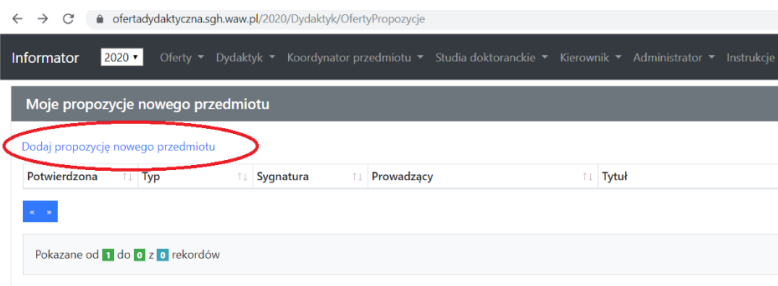 ofertadydaktyczna.sgh.waw.pl/2020/Dydaktyk/OfertyPropozycje
Informator 2020 Oferty Dydaktyk Koordynator przedmiotu Studia doktoranckie Kierownik Administrator Instrukcje
Moje propozycje nowego przedmiotu
Dodaj propozycję nowego przedmiotu
Potwierdzona Typ Sygnatura Prowadzący Tytuł
« »
Pokazane od 1 do 0 z 0 rekordów